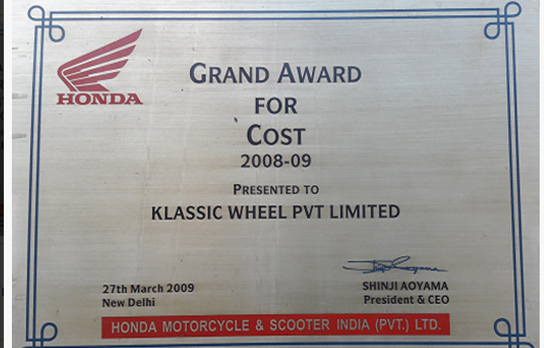 HONDA
GRAND AWARD
FOR
COST
2008-09
PRESENTED TO
KLASSIC WHEEL PVT LIMITED
27th March 2009
New Delhi
SHINJI AOYAMA
President & CEO
HONDA MOTORCYCLE & SCOOTER INDIA (PVT.) LTD.